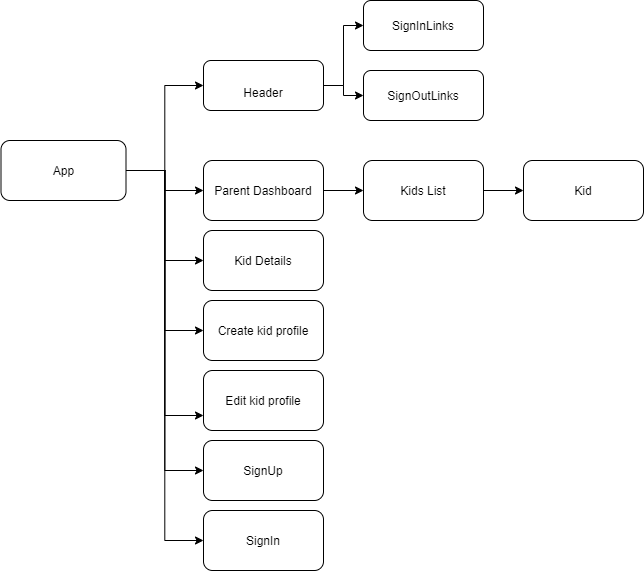 SignInLinks
Header
SignOutLinks
App
Parent Dashboard
Kids List
Kid
Kid Details
Create kid profile
Edit kid profile
SignUp
SignIn